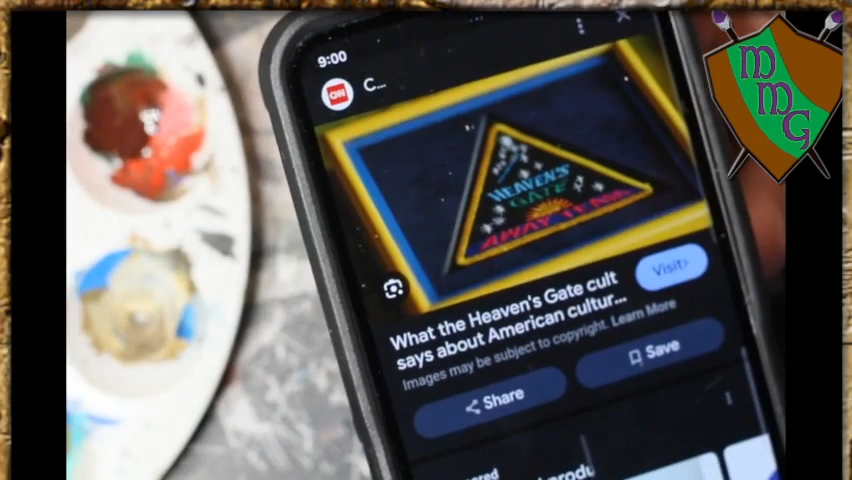 9:00
CNN
C...
HEAVEN'S
GATE
AWAY TEAM
Visit>
What the Heaven's Gate cult
says about American cultur...
Images may be subject to copyright. Learn More
Share
Save
MMG